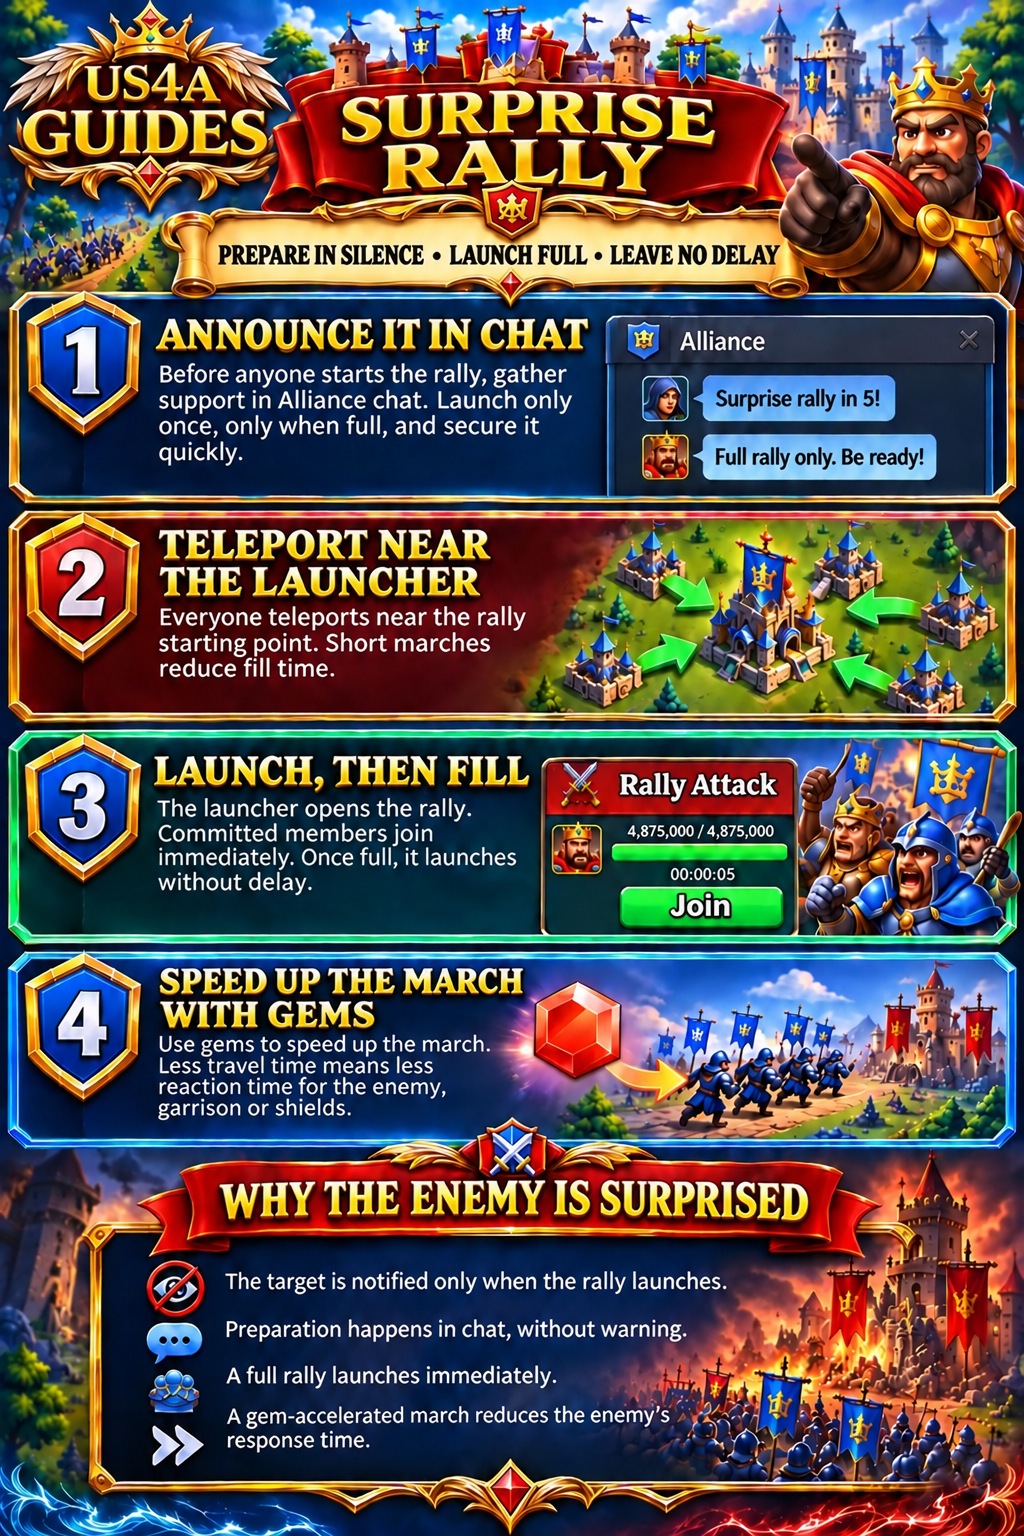 US4A
GUIDES
SURPRISE
RALLY
PREPARE IN SILENCE • LAUNCH FULL • LEAVE NO DELAY
1
ANNOUNCE IT IN CHAT
Before anyone starts the rally, gather
support in Alliance chat. Launch only
once, only when full, and secure it
quickly.
Alliance
Surprise rally in 5!
Full rally only. Be ready!
2
TELEPORT NEAR
THE LAUNCHER
Everyone teleports near the rally
starting point. Short marches
reduce fill time.
3
LAUNCH, THEN FILL
The launcher opens the rally.
Committed members join
immediately. Once full, it launches
without delay.
Rally Attack
4,875,000 / 4,875,000
00:00:05
Join
4
SPEED UP THE MARCH
WITH GEMS
Use gems to speed up the march.
Less travel time means less
reaction time for the enemy,
garrison or shields.
WHY THE ENEMY IS SURPRISED
The target is notified only when the rally launches.
Preparation happens in chat, without warning.
A full rally launches immediately.
A gem-accelerated march reduces the enemy's
response time.